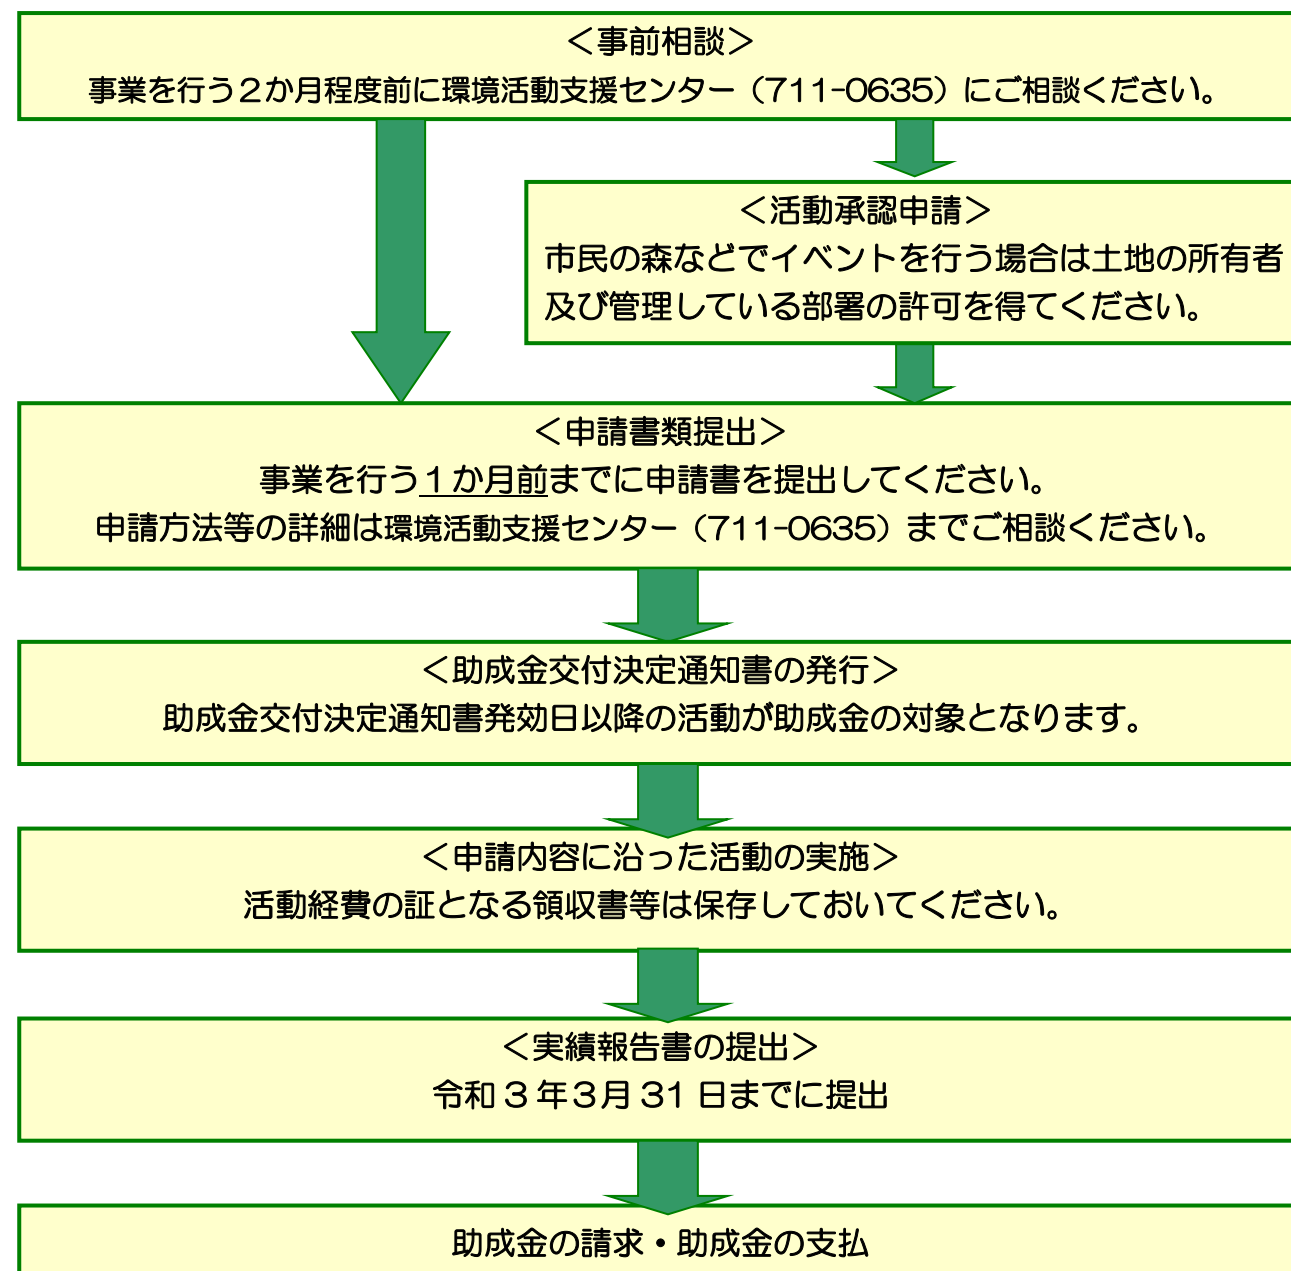 ＜事前相談＞
事業を行う２か月程度前に環境活動支援センター（711-0635）にご相談ください。
＜活動承認申請＞
市民の森などでイベントを行う場合は土地の所有者
及び管理している部署の許可を得てください。
＜申請書類提出＞
事業を行う１か月前までに申請書を提出してください。
申請方法等の詳細は環境活動支援センター（711-0635）までご相談ください。
＜助成金交付決定通知書の発行＞
助成金交付決定通知書発効日以降の活動が助成金の対象となります。
＜申請内容に沿った活動の実施＞
活動経費の証となる領収書等は保存しておいてください。
＜実績報告書の提出＞
令和 3 年３月 31 日までに提出
助成金の請求・助成金の支払